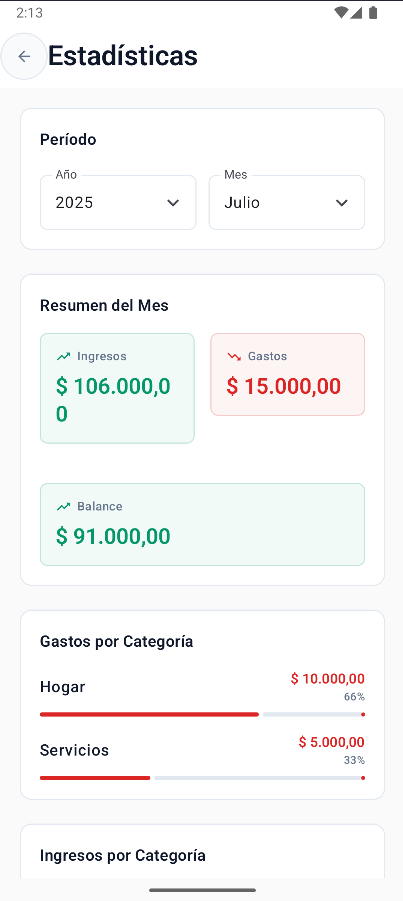 2:13
Estadísticas
Período
Año
Mes
2025
Julio
Resumen del Mes
Ingresos
$ 106.000,0
0
Gastos
$ 15.000,00
Balance
$ 91.000,00
Gastos por Categoría
Hogar
$ 10.000,00
66%
Servicios
$ 5.000,00
33%
Ingresos por Categoría